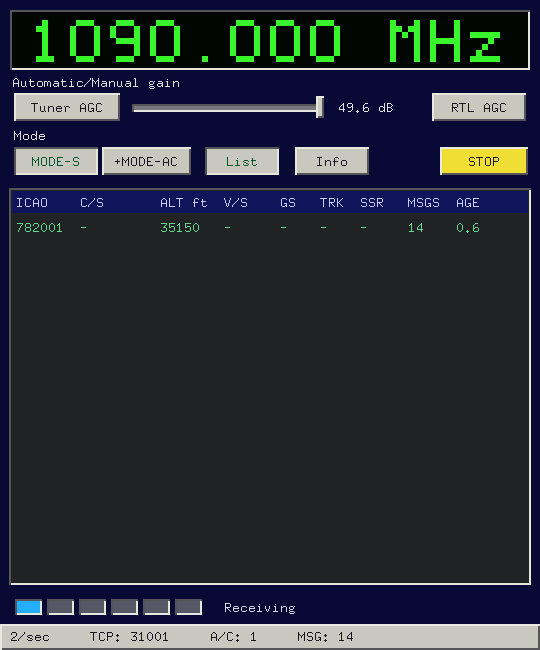 1090.000 MHz
Automatic/Manual gain
Tuner AGC 49.6 dB RTL AGC
Mode
MODE-S +MODE-AC List Info STOP
ICAO C/S ALT ft V/S GS TRK SSR MSGS AGE
782001 - 35150 - - - - 14 0.6
Receiving
2/sec TCP: 31001 A/C: 1 MSG: 14